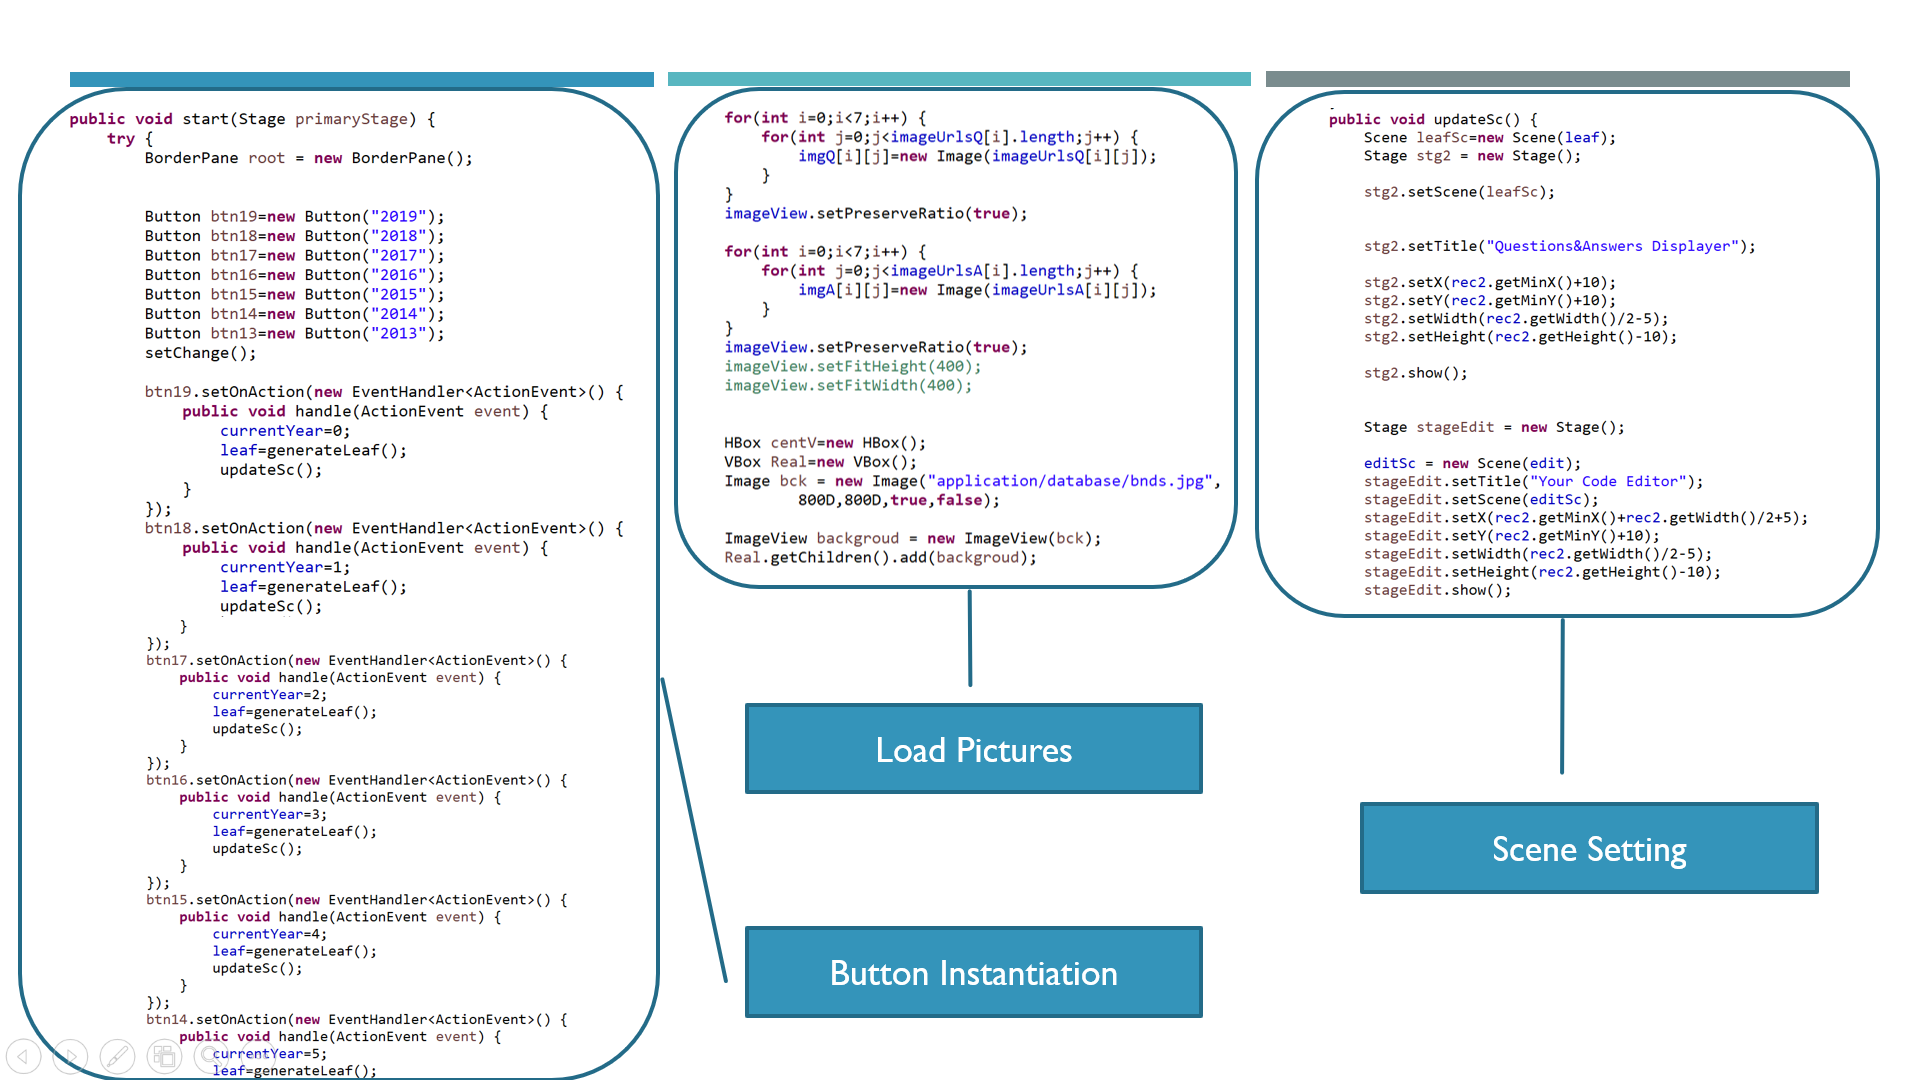 public void start(Stage primaryStage) {
try {
BorderPane root = new BorderPane();
Button btn19=new Button("2019");
Button btn18=new Button("2018");
Button btn17=new Button("2017");
Button btn16=new Button("2016");
Button btn15=new Button("2015");
Button btn14=new Button("2014");
Button btn13=new Button("2013");
setChange();
btn19.setOnAction(new EventHandler<ActionEvent>() {
public void handle(ActionEvent event) {
currentYear=0;
leaf=generateLeaf();
updateSc();
}
});
btn18.setOnAction(new EventHandler<ActionEvent>() {
public void handle(ActionEvent event) {
currentYear=1;
leaf=generateLeaf();
updateSc();
}
});
btn17.setOnAction(new EventHandler<ActionEvent>() {
public void handle(ActionEvent event) {
currentYear=2;
leaf=generateLeaf();
updateSc();
}
});
btn16.setOnAction(new EventHandler<ActionEvent>() {
public void handle(ActionEvent event) {
currentYear=3;
leaf=generateLeaf();
updateSc();
}
});
btn15.setOnAction(new EventHandler<ActionEvent>() {
public void handle(ActionEvent event) {
currentYear=4;
leaf=generateLeaf();
updateSc();
}
});
btn14.setOnAction(new EventHandler<ActionEvent>() {
public void handle(ActionEvent event) {
currentYear=5;
leaf=generateLeaf();
for(int i=0;i<7;i++) {
for(int j=0;j<imageUrlsQ[i].length;j++) {
imgQ[i][j]=new Image(imageUrlsQ[i][j]);
}
}
imageView.setPreserveRatio(true);
for(int i=0;i<7;i++) {
for(int j=0;j<imageUrlsA[i].length;j++) {
imgA[i][j]=new Image(imageUrlsA[i][j]);
}
}
imageView.setPreserveRatio(true);
imageView.setFitHeight(400);
imageView.setFitWidth(400);
HBox centV=new HBox();
VBox Real=new VBox();
Image bck = new Image("application/database/bnds.jpg",
800D,800D,true,false);
ImageView backgroud = new ImageView(bck);
Real.getChildren().add(backgroud);
Load Pictures
Button Instantiation
public void updateSc() {
Scene leafSc=new Scene(leaf);
Stage stg2 = new Stage();
stg2.setScene(leafSc);
stg2.setTitle("Questions&Answers Displayer");
stg2.setX(rec2.getMinX()+10);
stg2.setY(rec2.getMinY()+10);
stg2.setWidth(rec2.getWidth()/2-5);
stg2.setHeight(rec2.getHeight()-10);
stg2.show();
Stage stageEdit = new Stage();
editSc = new Scene(edit);
stageEdit.setTitle("Your Code Editor");
stageEdit.setScene(editSc);
stageEdit.setX(rec2.getMinX()+rec2.getWidth()/2+5);
stageEdit.setY(rec2.getMinY()+10);
stageEdit.setWidth(rec2.getWidth()/2-5);
stageEdit.setHeight(rec2.getHeight()-10);
stageEdit.show();
Scene Setting